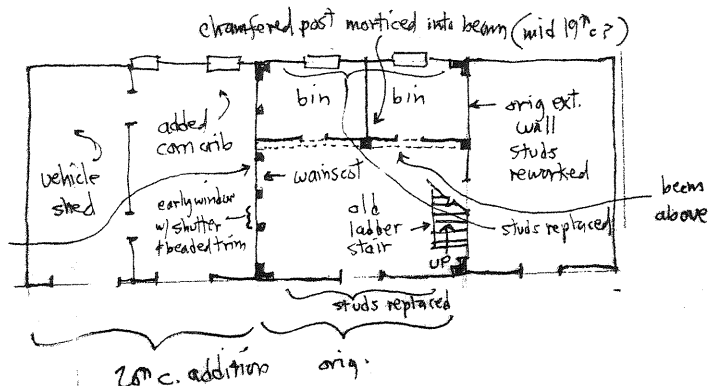 chamfered post morticed into beam (mid 19th c?)
bin
bin
added
corn crib
orig ext.
wall
studs
reworked
vehicle
shed
wainscot
early window
w/ shutter
& beaded trim
old
ladder
stair
UP
studs replaced
beam
above
studs replaced
20th c. addition
orig.